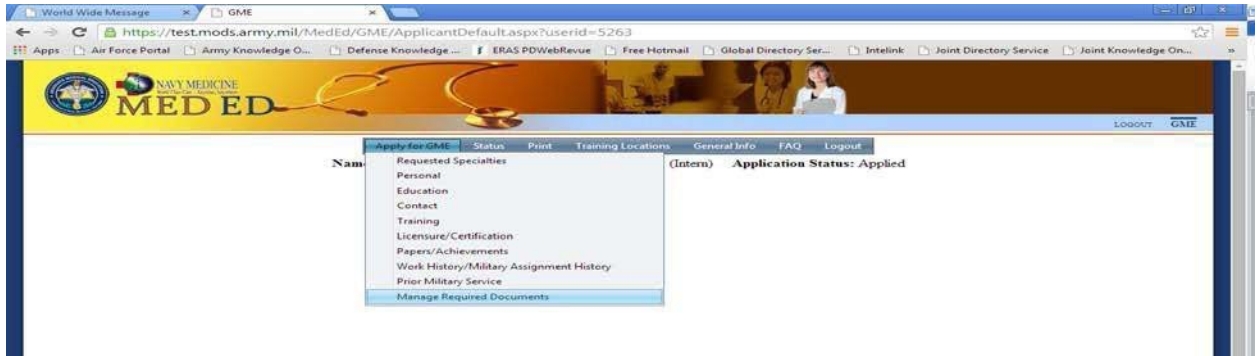 World Wide Message GME
https://test.mods.army.mil/MedEd/GME/ApplicantDefault.aspx?userid=5263
Apps Air Force Portal Army Knowledge O... Defense Knowledge ... ERAS PDWebRevue Free Hotmail Global Directory Ser... Intelink Joint Directory Service Joint Knowledge On... »
NAVY MEDICINE
MED ED
LOGOUT GME
Apply for GME Status Print Training Locations General Info FAQ Logout
Nam (Intern) Application Status: Applied
Requested Specialties
Personal
Education
Contact
Training
Licensure/Certification
Papers/Achievements
Work History/Military Assignment History
Prior Military Service
Manage Required Documents